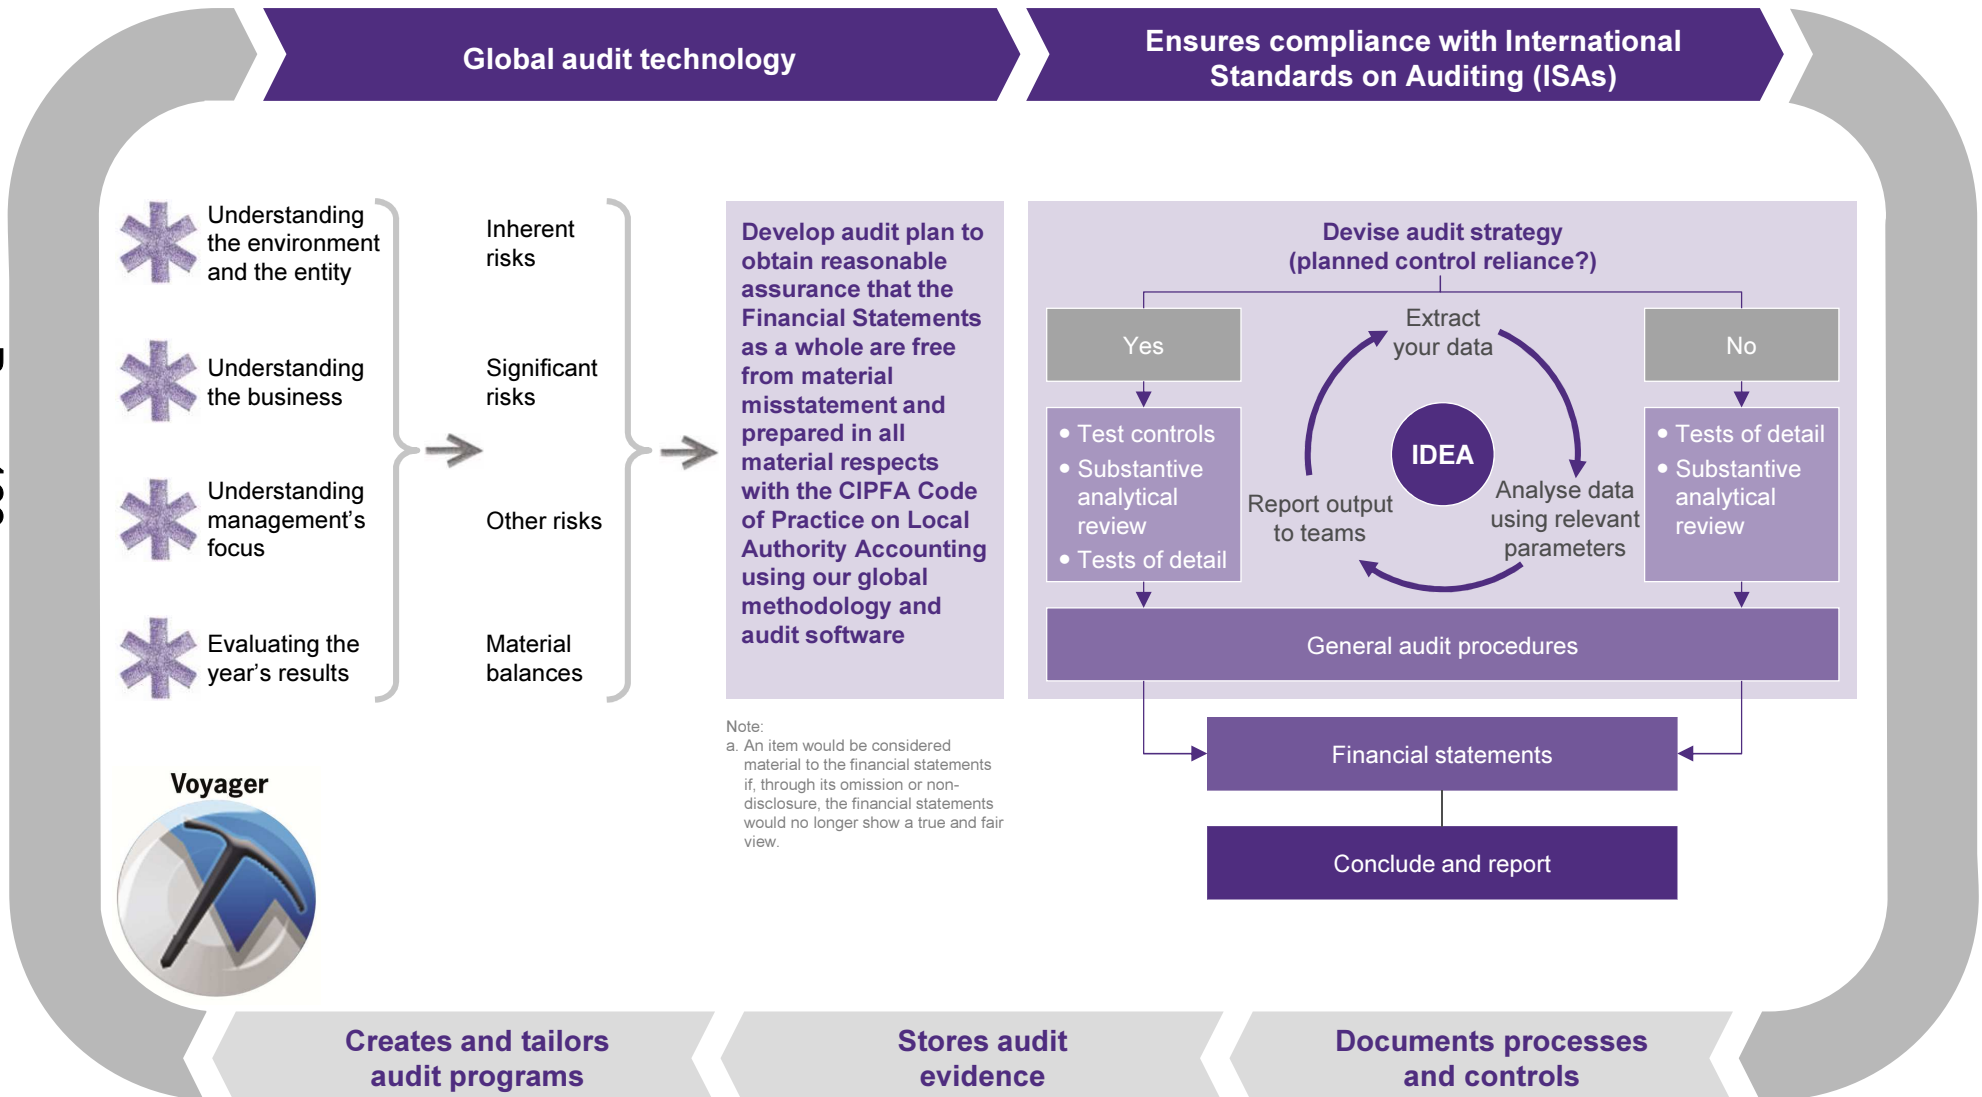 Global audit technology
Ensures compliance with International
Standards on Auditing (ISAs)
Understanding
the environment
and the entity
Understanding
the business
Understanding
management's
focus
Evaluating the
year's results
Inherent
risks
Significant
risks
Other risks
Material
balances
Develop audit plan to
obtain reasonable
assurance that the
Financial Statements
as a whole are free
from material
misstatement and
prepared in all
material respects
with the CIPFA Code
of Practice on Local
Authority Accounting
using our global
methodology and
audit software
Note:
a. An item would be considered
material to the financial statements
if, through its omission or non-
disclosure, the financial statements
would no longer show a true and fair
view.
Devise audit strategy
(planned control reliance?)
Yes
• Test controls
• Substantive
analytical
review
• Tests of detail
Extract
your data
IDEA
Analyse data
using relevant
parameters
Report output
to teams
No
• Tests of detail
• Substantive
analytical
review
General audit procedures
Financial statements
Conclude and report
Voyager
Creates and tailors
audit programs
Stores audit
evidence
Documents processes
and controls